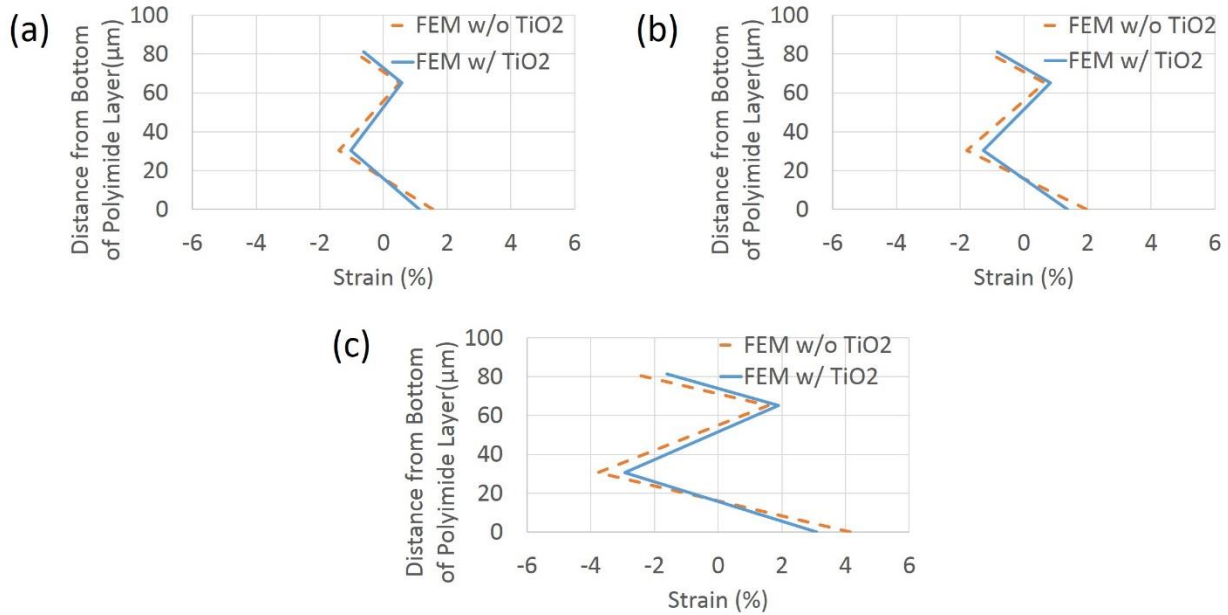 (a)
Distance from Bottom
of Polyimide Layer(μm)
100
80
60
40
20
0
FEM w/o TiO2
FEM w/ TiO2
-6 -4 -2 0 2 4 6
Strain (%)
(b)
Distance from Bottom
of Polyimide Layer(μm)
100
80
60
40
20
0
FEM w/o TiO2
FEM w/ TiO2
-6 -4 -2 0 2 4 6
Strain (%)
(c)
Distance from Bottom
of Polyimide Layer(μm)
100
80
60
40
20
0
FEM w/o TiO2
FEM w/ TiO2
-6 -4 -2 0 2 4 6
Strain (%)